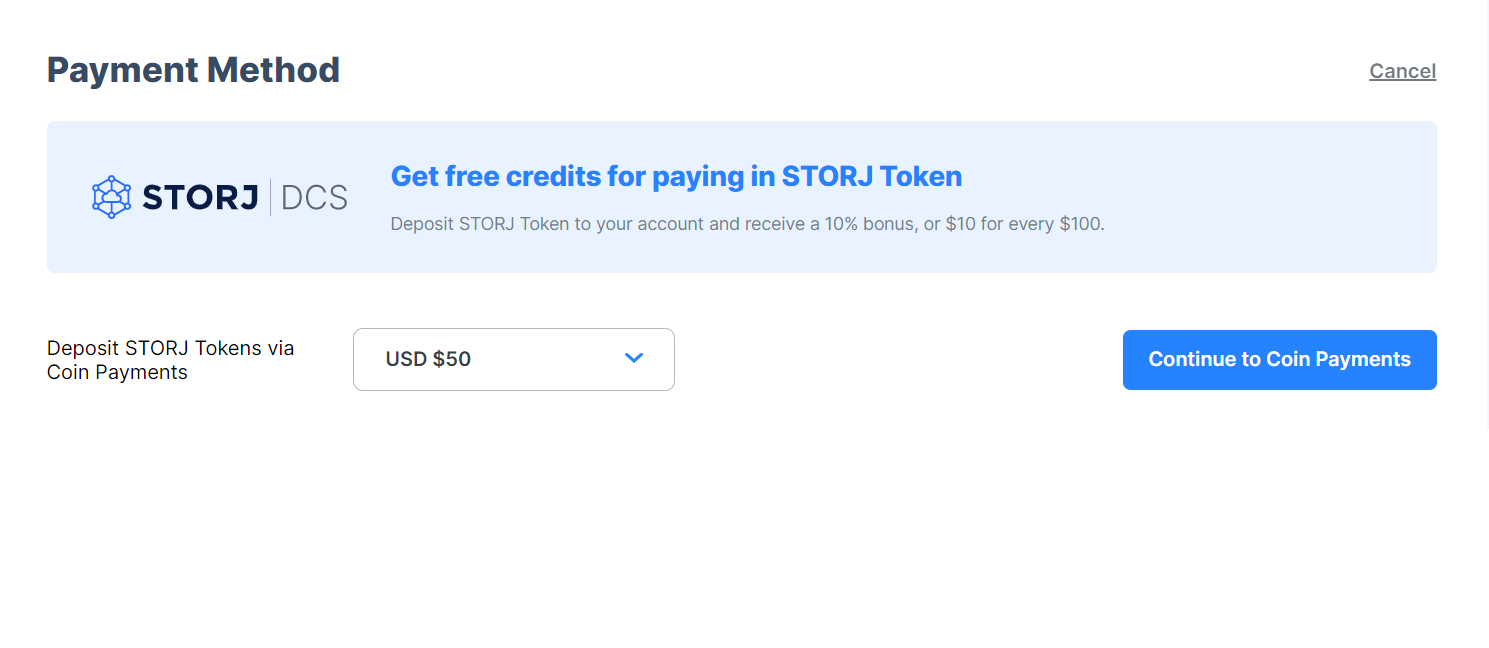 Payment Method
Cancel
STORJ DCS
Get free credits for paying in STORJ Token
Deposit STORJ Token to your account and receive a 10% bonus, or $10 for every $100.
Deposit STORJ Tokens via
Coin Payments
USD $50
Continue to Coin Payments